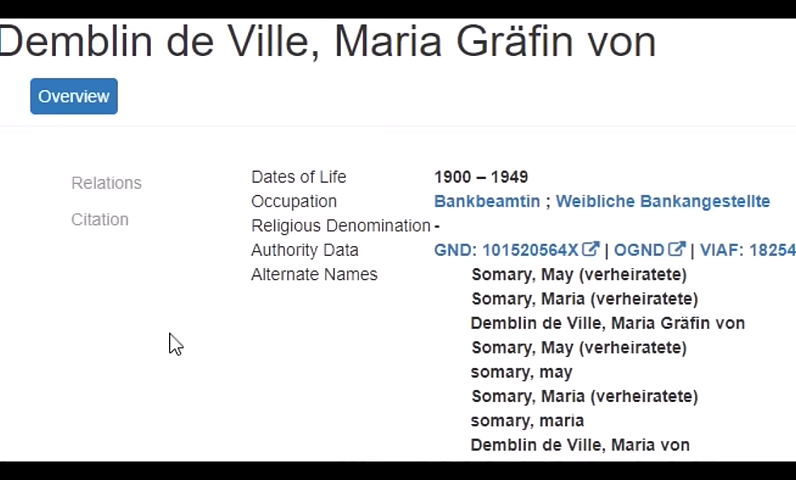 Demblin de Ville, Maria Gräfin von
Overview
Relations
Citation
Dates of Life 1900 – 1949
Occupation Bankbeamtin ; Weibliche Bankangestellte
Religious Denomination -
Authority Data GND: 101520564X | OGND | VIAF: 18254
Alternate Names Somary, May (verheiratete)
Somary, Maria (verheiratete)
Demblin de Ville, Maria Gräfin von
Somary, May (verheiratete)
somary, may
Somary, Maria (verheiratete)
somary, maria
Demblin de Ville, Maria von